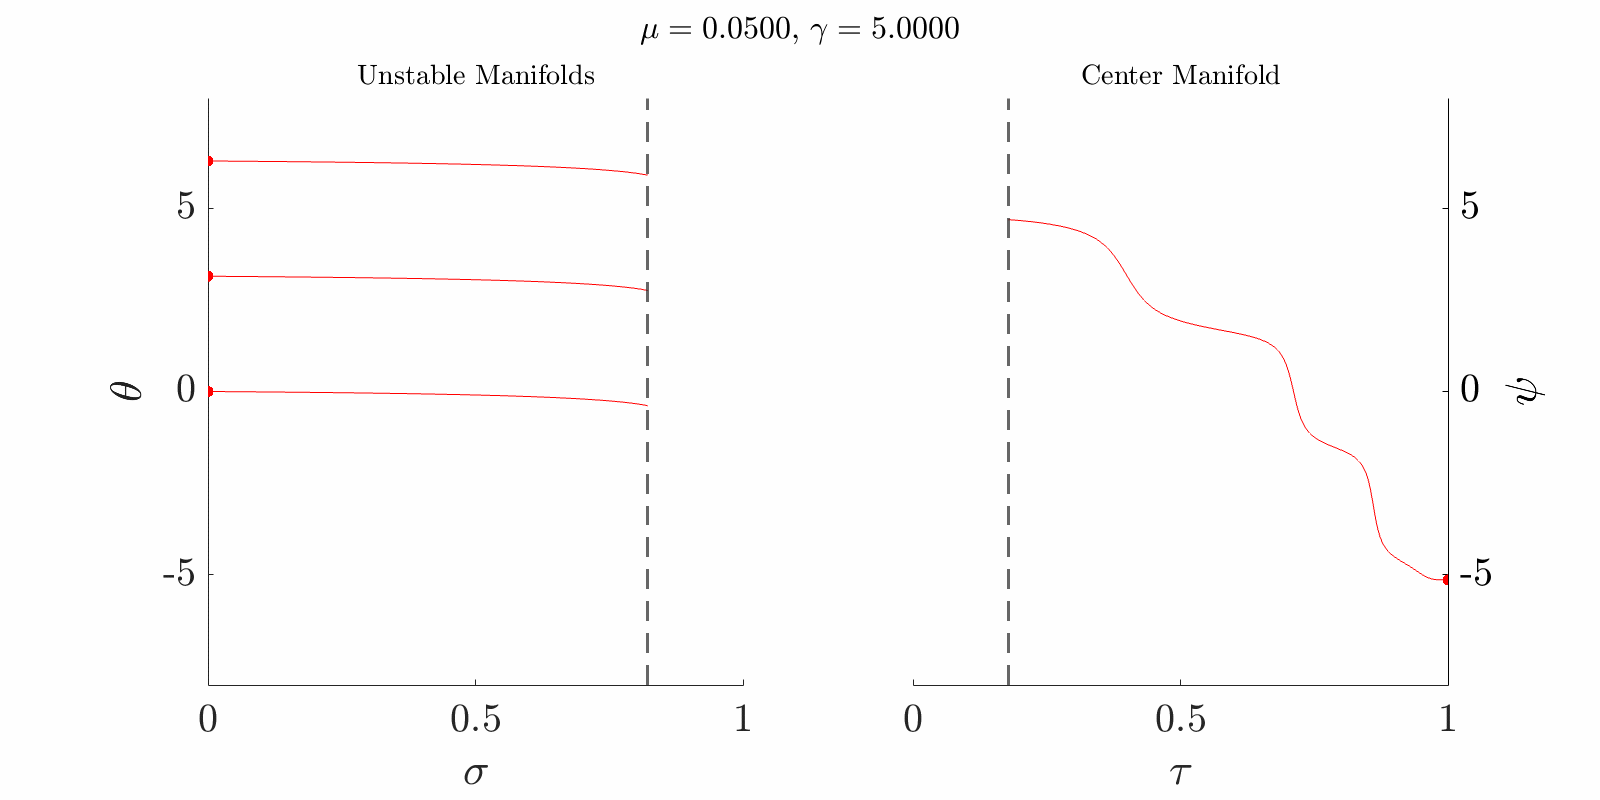 μ = 0.0500, γ = 5.0000
Unstable Manifolds
Center Manifold
5
0
-5
θ
0
0.5
1
σ
5
0
-5
ψ
0
0.5
1
τ